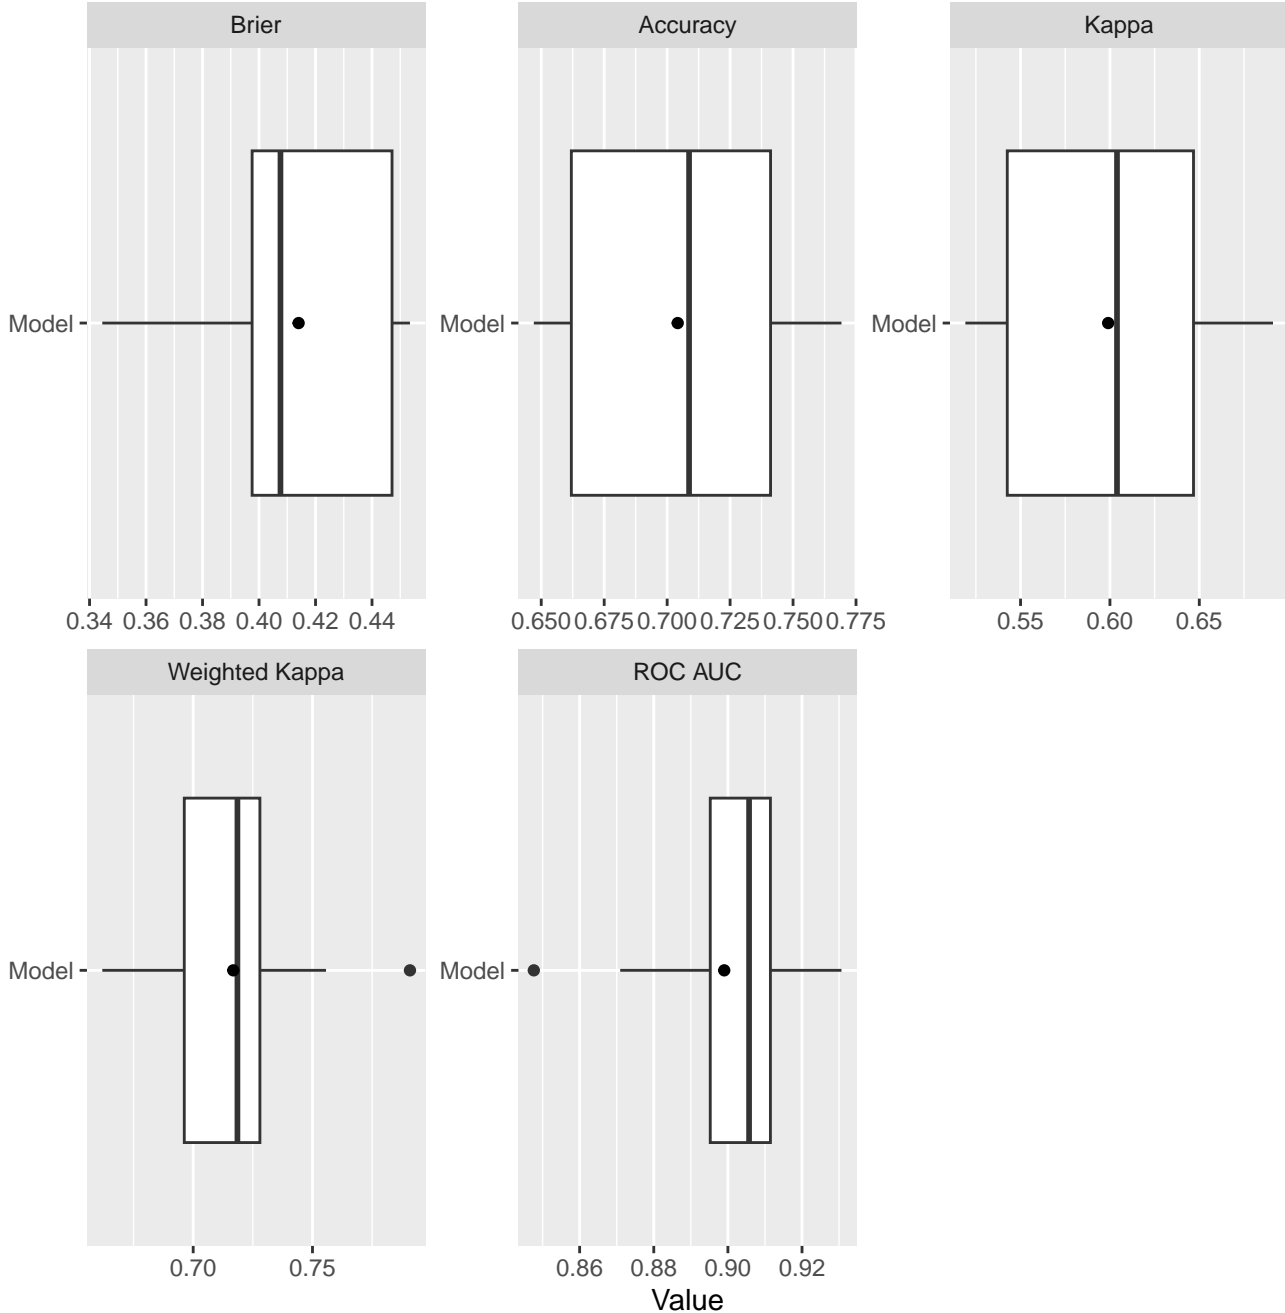 Brier Accuracy Kappa
Model Model Model
0.34 0.36 0.38 0.40 0.42 0.44 0.650 0.675 0.700 0.725 0.750 0.775 0.55 0.60 0.65
Weighted Kappa ROC AUC
Model Model
0.70 0.75 0.86 0.88 0.90 0.92
Value